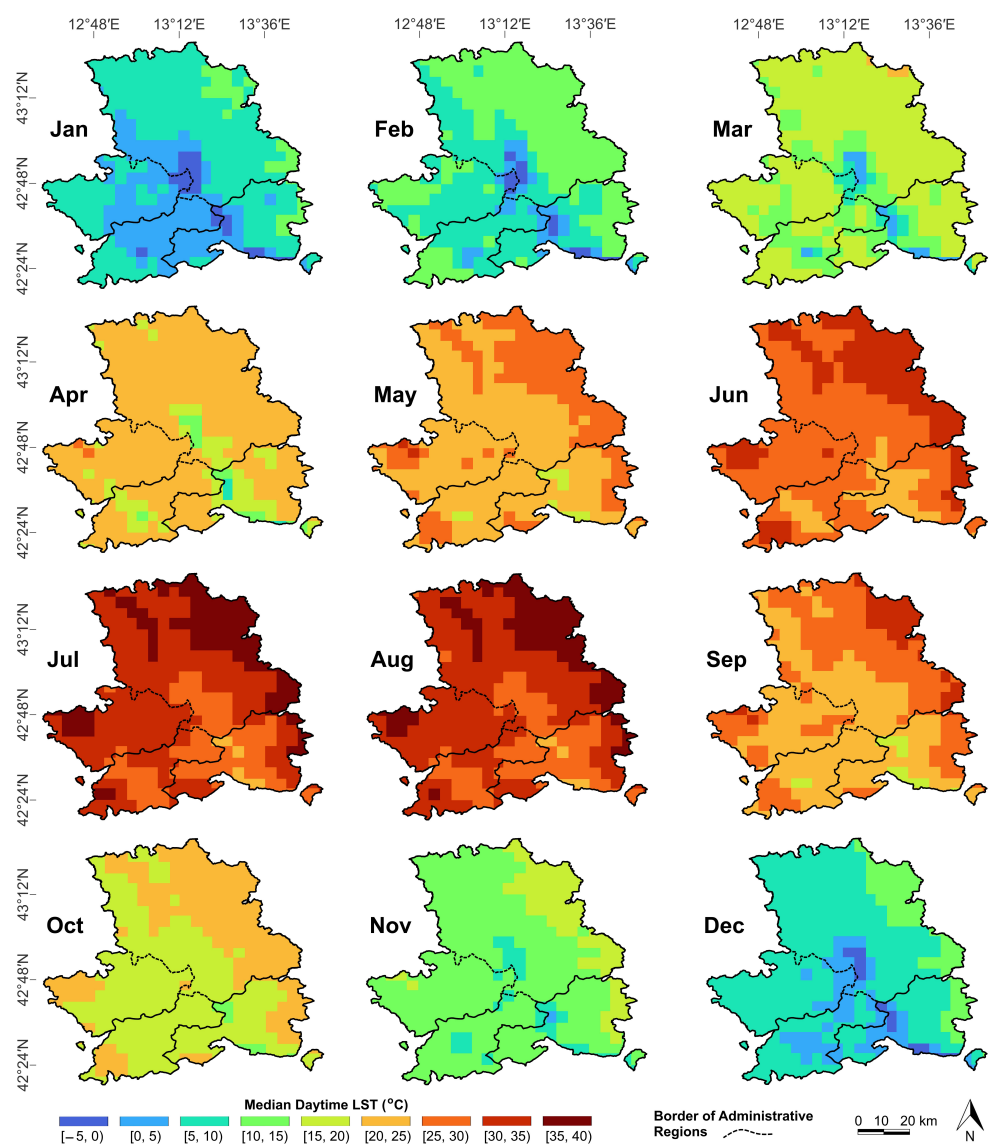 12°48′E 13°12′E 13°36′E 12°48′E 13°12′E 13°36′E 12°48′E 13°12′E 13°36′E
43°12′N
Jan Feb Mar
42°48′N
42°24′N
43°12′N
Apr May Jun
42°48′N
42°24′N
43°12′N
Jul Aug Sep
42°48′N
42°24′N
43°12′N
Oct Nov Dec
42°48′N
42°24′N
Median Daytime LST (°C)
[−5, 0) [0, 5) [5, 10) [10, 15) [15, 20) [20, 25) [25, 30) [30, 35) [35, 40)
Border of Administrative
Regions
0 10 20 km
N